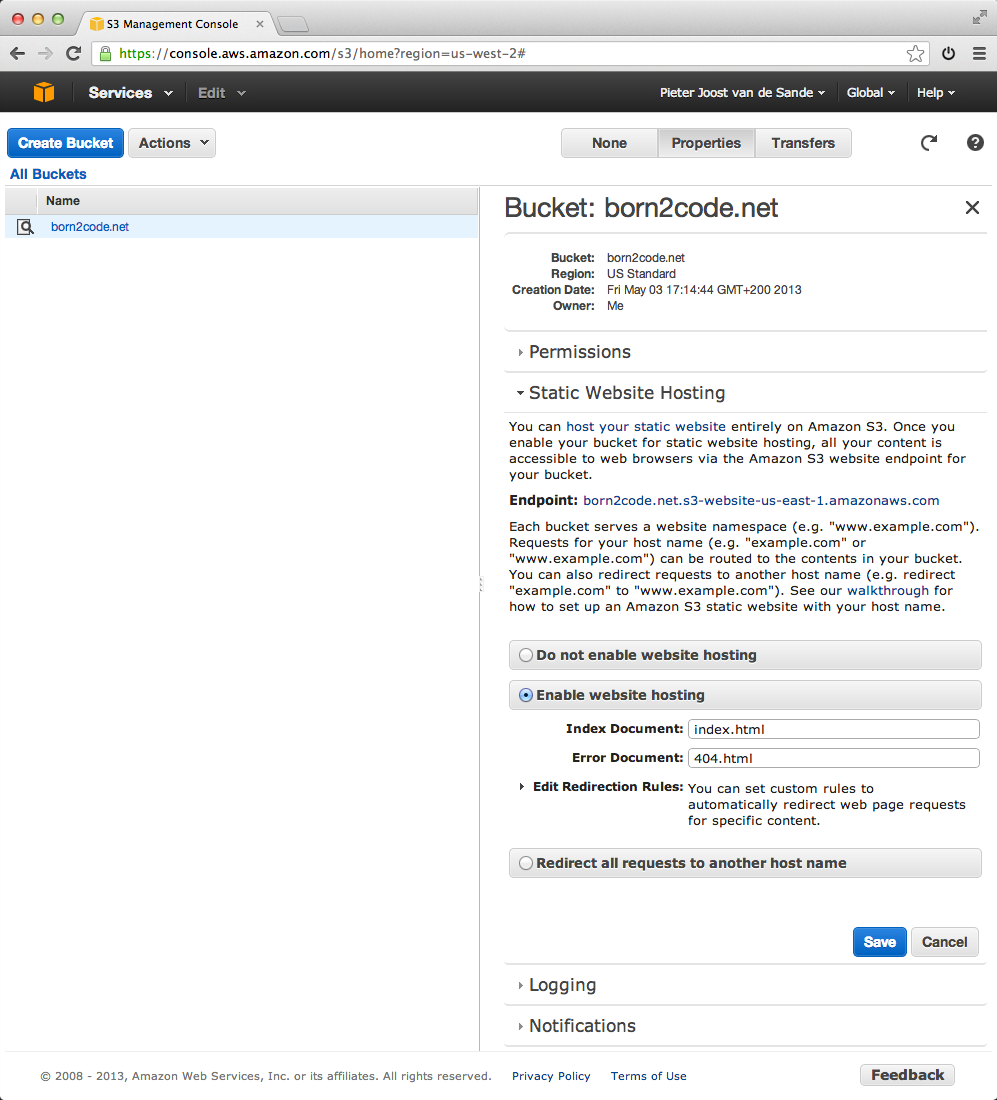 S3 Management Console
https://console.aws.amazon.com/s3/home?region=us-west-2#
Services Edit Pieter Joost van de Sande Global Help
Create Bucket Actions None Properties Transfers
All Buckets
Name
born2code.net
Bucket: born2code.net
Bucket: born2code.net
Region: US Standard
Creation Date: Fri May 03 17:14:44 GMT+200 2013
Owner: Me
Permissions
Static Website Hosting
You can host your static website entirely on Amazon S3. Once you
enable your bucket for static website hosting, all your content is
accessible to web browsers via the Amazon S3 website endpoint for
your bucket.
Endpoint: born2code.net.s3-website-us-east-1.amazonaws.com
Each bucket serves a website namespace (e.g. "www.example.com").
Requests for your host name (e.g. "example.com" or
"www.example.com") can be routed to the contents in your bucket.
You can also redirect requests to another host name (e.g. redirect
"example.com" to "www.example.com"). See our walkthrough for
how to set up an Amazon S3 static website with your host name.
Do not enable website hosting
Enable website hosting
Index Document: index.html
Error Document: 404.html
Edit Redirection Rules: You can set custom rules to
automatically redirect web page requests
for specific content.
Redirect all requests to another host name
Save Cancel
Logging
Notifications
© 2008 - 2013, Amazon Web Services, Inc. or its affiliates. All rights reserved. Privacy Policy Terms of Use Feedback